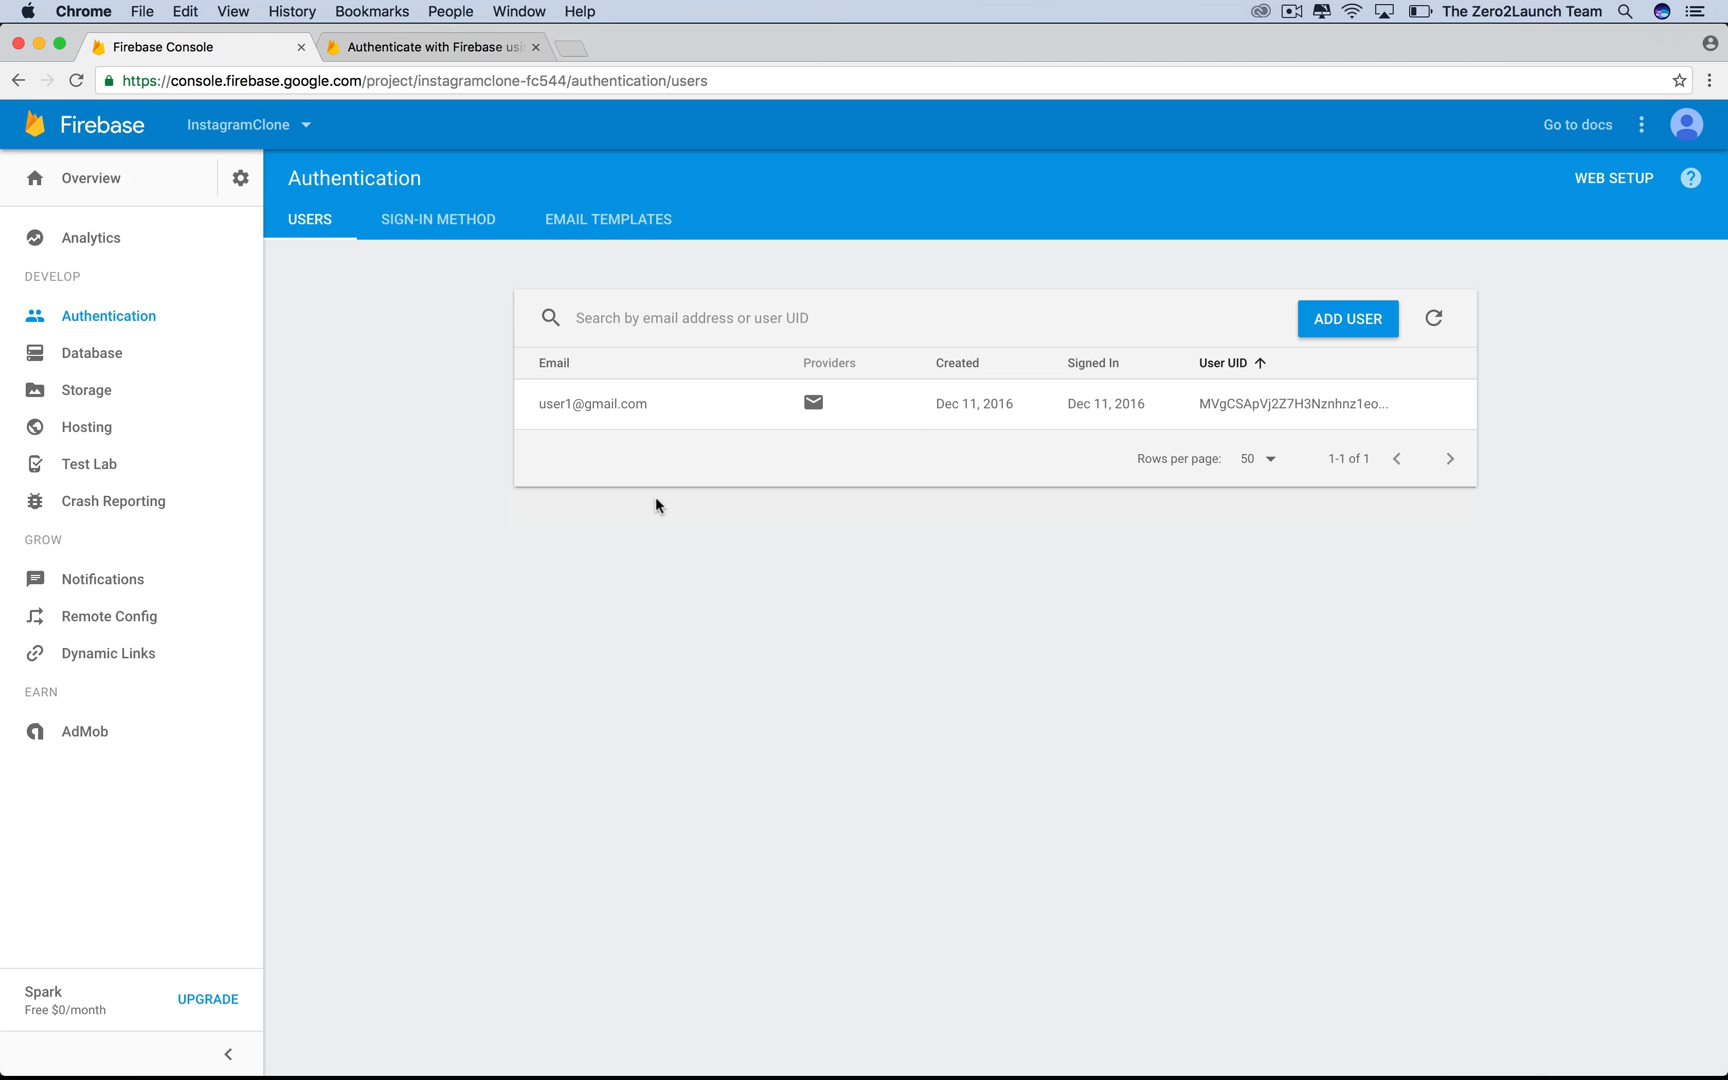 Chrome File Edit View History Bookmarks People Window Help The Zero2Launch Team
Firebase Console Authenticate with Firebase usi
https://console.firebase.google.com/project/instagramclone-fc544/authentication/users
Firebase InstagramClone Go to docs
Overview
Authentication
WEB SETUP
USERS SIGN-IN METHOD EMAIL TEMPLATES
Analytics
DEVELOP
Authentication
Database
Storage
Hosting
Test Lab
Crash Reporting
GROW
Notifications
Remote Config
Dynamic Links
EARN
AdMob
Spark
Free $0/month
UPGRADE
Search by email address or user UID
ADD USER
Email Providers Created Signed In User UID
user1@gmail.com Dec 11, 2016 Dec 11, 2016 MVgCSApVj2Z7H3Nznhnz1eo...
Rows per page: 50 1-1 of 1